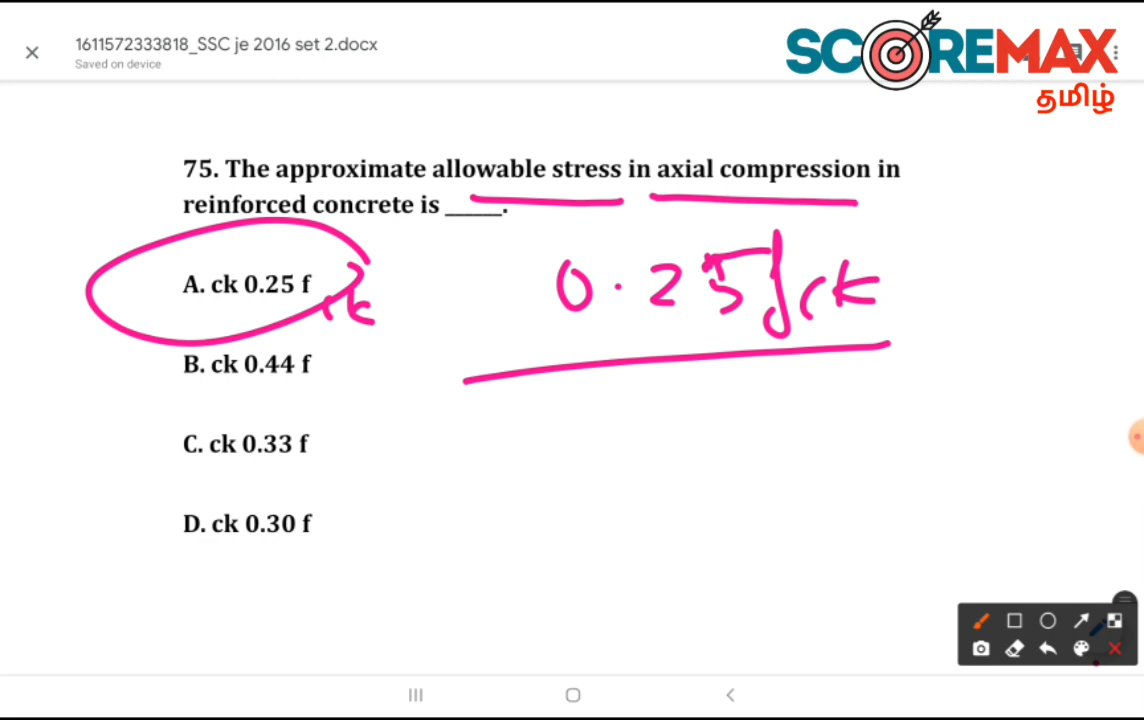 1611572333818_SSC je 2016 set 2.docx
Saved on device
SCOREMAX
தமிழ்
75. The approximate allowable stress in axial compression in
reinforced concrete is ______.
A. ck 0.25 f
ck
0.25fck
B. ck 0.44 f
C. ck 0.33 f
D. ck 0.30 f